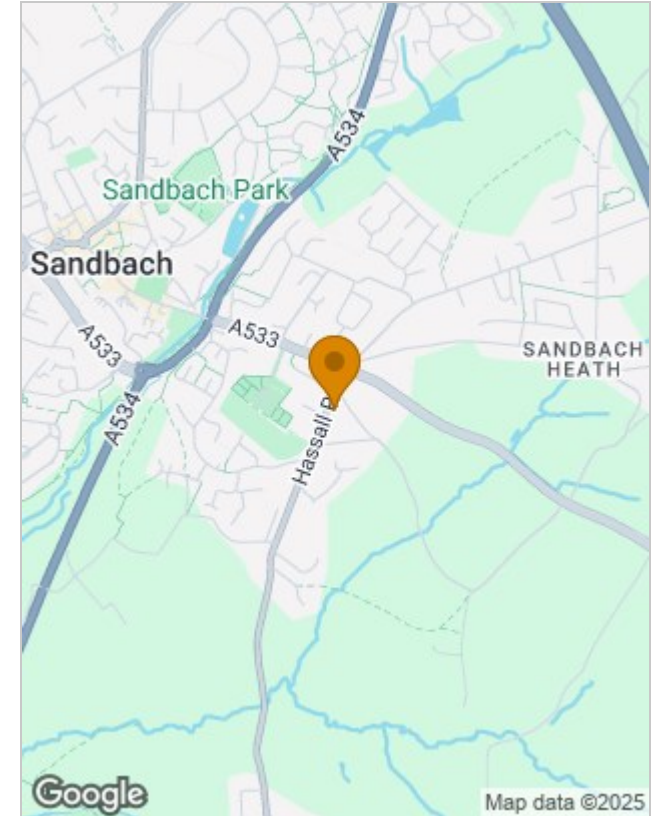 A534
Sandbach Park
Sandbach
A533
A533
SANDBACH
HEATH
A534
Hassall
Google
Map data ©2025